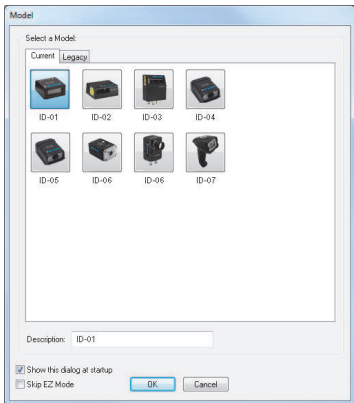 Model
Select a Model:
Current Legacy
ID-01 ID-02 ID-03 ID-04
ID-05 ID-06 ID-06 ID-07
Description: ID-01
Show this dialog at startup
Skip EZ Mode OK Cancel